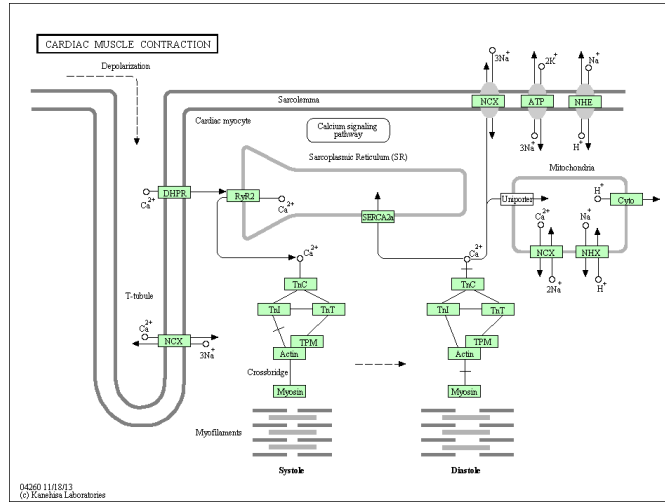 CARDIAC MUSCLE CONTRACTION
Depolarization
Sarcolemma
Cardiac myocyte
Calcium signaling
pathway
Sarcoplasmic Reticulum (SR)
3Na+
2K+
Na+
NCX
ATP
NHE
3Na+
H+
Mitochondria
DHPR
Ca2+
RyR2
Ca2+
SERCA2a
Uniporter
H+
Cyto
Ca2+
Na+
NCX
NHX
2Na+
H+
Ca2+
Ca2+
TnC
TnC
TnI
TnT
TnI
TnT
T-tubule
Ca2+
NCX
3Na+
TPM
Actin
TPM
Actin
Crossbridge
Myosin
Myosin
Myofilaments
Systole
Diastole
04260 11/18/13
(c) Kanehisa Laboratories